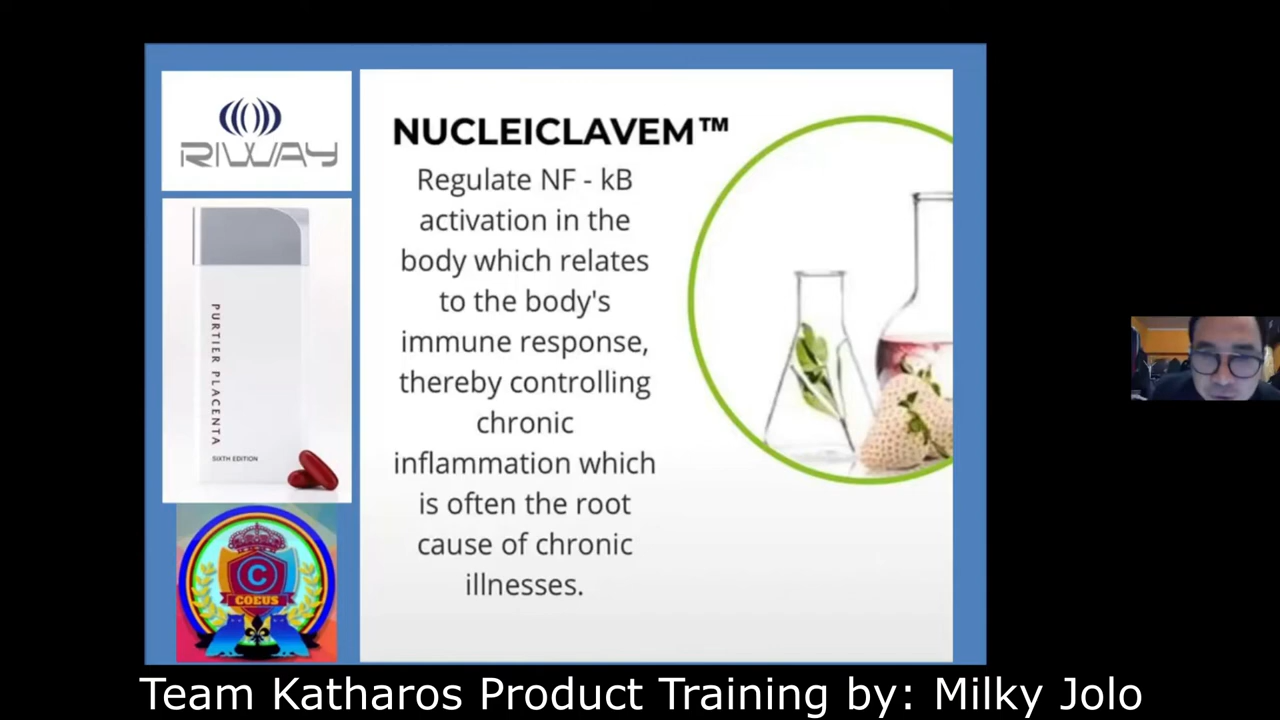 RIWAY
PURTIER PLACENTA
SIXTH EDITION
C
COEUS
NUCLEICLAVEM™
Regulate NF - kB
activation in the
body which relates
to the body's
immune response,
thereby controlling
chronic
inflammation which
is often the root
cause of chronic
illnesses.
Team Katharos Product Training by: Milky Jolo